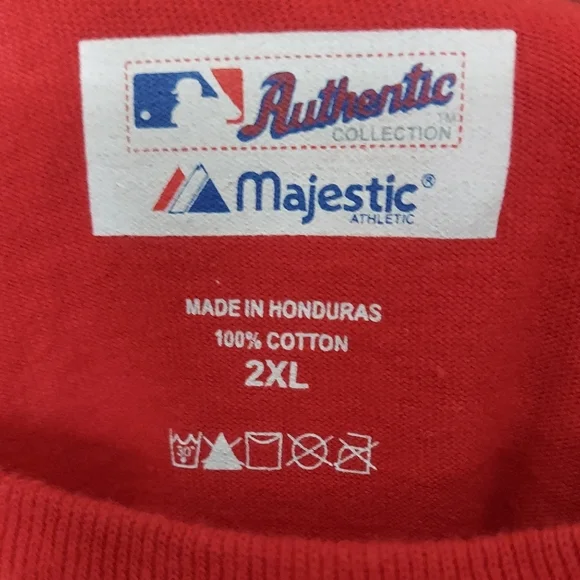 Authentic
TM
COLLECTION
Majestic®
ATHLETIC
MADE IN HONDURAS
100% COTTON
2XL
30°